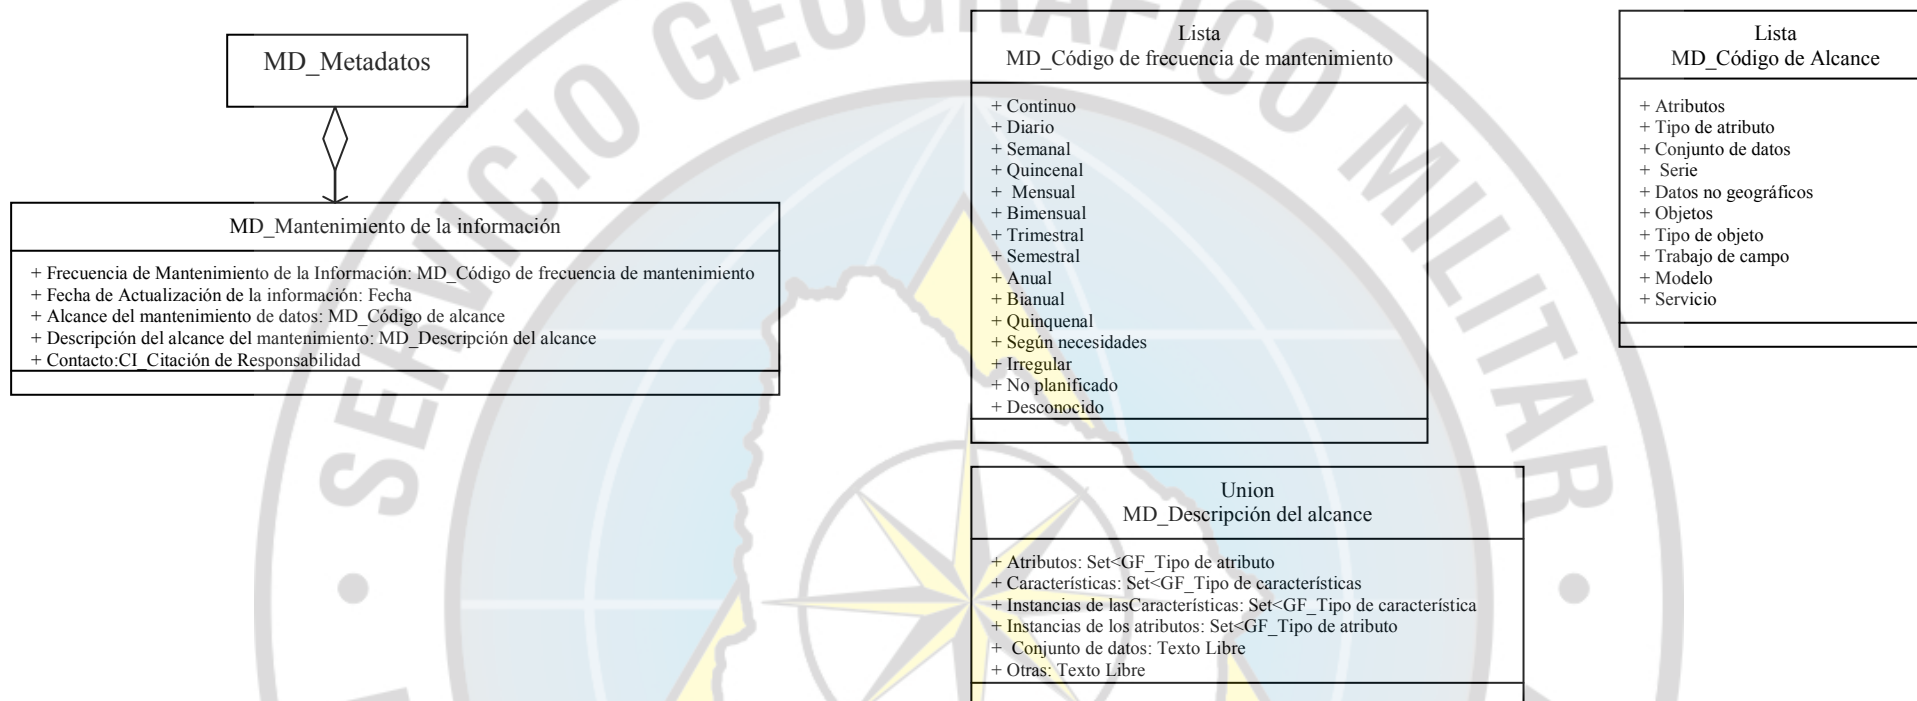 SERVICIO GEOGRÁFICO MILITAR
MD_Metadatos
MD_Mantenimiento de la información
+ Frecuencia de Mantenimiento de la Información: MD_Código de frecuencia de mantenimiento
+ Fecha de Actualización de la información: Fecha
+ Alcance del mantenimiento de datos: MD_Código de alcance
+ Descripción del alcance del mantenimiento: MD_Descripción del alcance
+ Contacto:CI_Citación de Responsabilidad
Lista
MD_Código de frecuencia de mantenimiento
+ Continuo
+ Diario
+ Semanal
+ Quincenal
+ Mensual
+ Bimensual
+ Trimestral
+ Semestral
+ Anual
+ Bianual
+ Quinquenal
+ Según necesidades
+ Irregular
+ No planificado
+ Desconocido
Lista
MD_Código de Alcance
+ Atributos
+ Tipo de atributo
+ Conjunto de datos
+ Serie
+ Datos no geográficos
+ Objetos
+ Tipo de objeto
+ Trabajo de campo
+ Modelo
+ Servicio
Union
MD_Descripción del alcance
+ Atributos: Set<GF_Tipo de atributo
+ Características: Set<GF_Tipo de características
+ Instancias de lasCaracterísticas: Set<GF_Tipo de característica
+ Instancias de los atributos: Set<GF_Tipo de atributo
+ Conjunto de datos: Texto Libre
+ Otras: Texto Libre